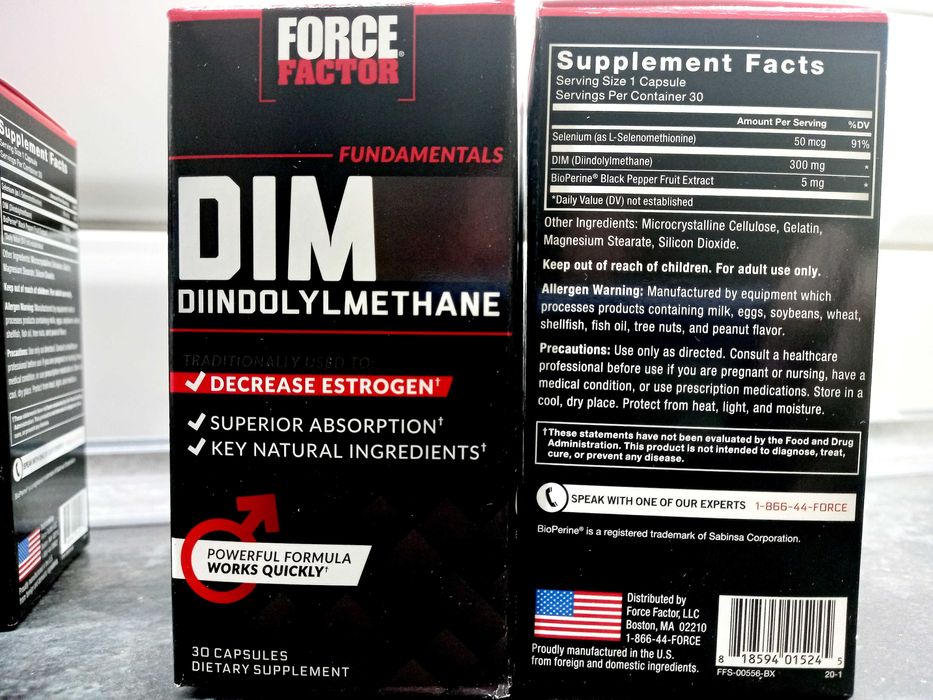 FORCE
FACTOR®
FUNDAMENTALS
DIM
DIINDOLYLMETHANE
TRADITIONALLY USED TO:
✓ DECREASE ESTROGEN†
✓ SUPERIOR ABSORPTION†
✓ KEY NATURAL INGREDIENTS†
POWERFUL FORMULA
WORKS QUICKLY†
30 CAPSULES
DIETARY SUPPLEMENT
Supplement Facts
Serving Size 1 Capsule
Servings Per Container 30
Amount Per Serving %DV
Selenium (as L-Selenomethionine) 50 mcg 91%
DIM (Diindolylmethane) 300 mg *
BioPerine® Black Pepper Fruit Extract 5 mg *
*Daily Value (DV) not established
Other Ingredients: Microcrystalline Cellulose, Gelatin,
Magnesium Stearate, Silicon Dioxide.
Keep out of reach of children. For adult use only.
Allergen Warning: Manufactured by equipment which
processes products containing milk, eggs, soybeans, wheat,
shellfish, fish oil, tree nuts, and peanut flavor.
Precautions: Use only as directed. Consult a healthcare
professional before use if you are pregnant or nursing, have a
medical condition, or use prescription medications. Store in a
cool, dry place. Protect from heat, light, and moisture.
†These statements have not been evaluated by the Food and Drug
Administration. This product is not intended to diagnose, treat,
cure, or prevent any disease.
SPEAK WITH ONE OF OUR EXPERTS 1-866-44-FORCE
BioPerine® is a registered trademark of Sabinsa Corporation.
Distributed by
Force Factor, LLC
Boston, MA 02210
1-866-44-FORCE
Proudly manufactured in the U.S.
from foreign and domestic ingredients.
8 18594 01524 5
FFS-00556-BX 20-1
Supplement Facts
Serving Size 1 Capsule
Servings Per Container 30